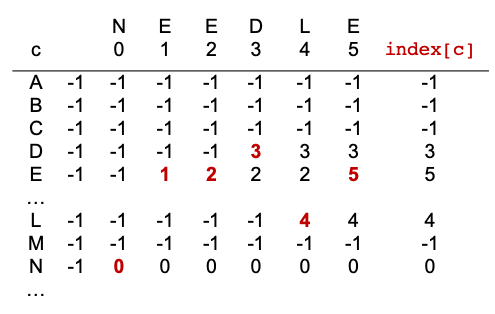 N E E D L E
c 0 1 2 3 4 5 index[c]
A -1 -1 -1 -1 -1 -1 -1 -1
B -1 -1 -1 -1 -1 -1 -1 -1
C -1 -1 -1 -1 -1 -1 -1 -1
D -1 -1 -1 -1 3 3 3 3
E -1 -1 1 2 2 2 5 5
...
L -1 -1 -1 -1 -1 4 4 4
M -1 -1 -1 -1 -1 -1 -1 -1
N -1 0 0 0 0 0 0 0
...